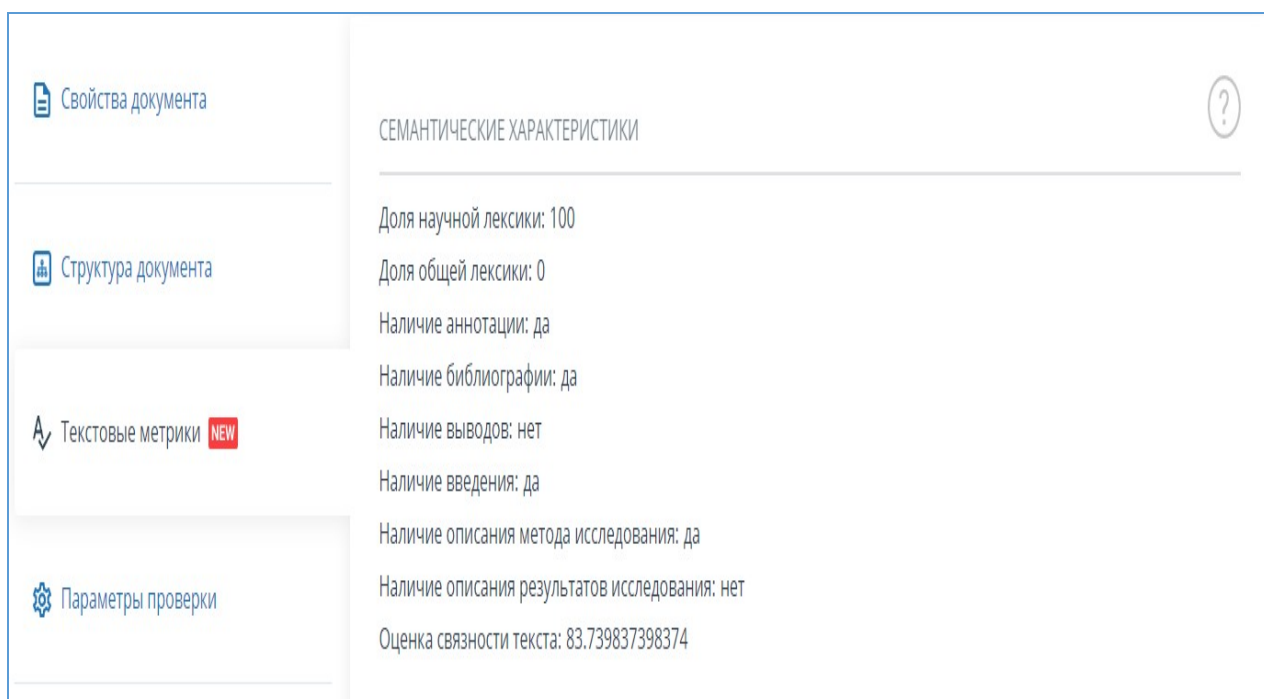 Свойства документа
Структура документа
Текстовые метрики NEW
Параметры проверки
СЕМАНТИЧЕСКИЕ ХАРАКТЕРИСТИКИ
?
Доля научной лексики: 100
Доля общей лексики: 0
Наличие аннотации: да
Наличие библиографии: да
Наличие выводов: нет
Наличие введения: да
Наличие описания метода исследования: да
Наличие описания результатов исследования: нет
Оценка связности текста: 83.739837398374